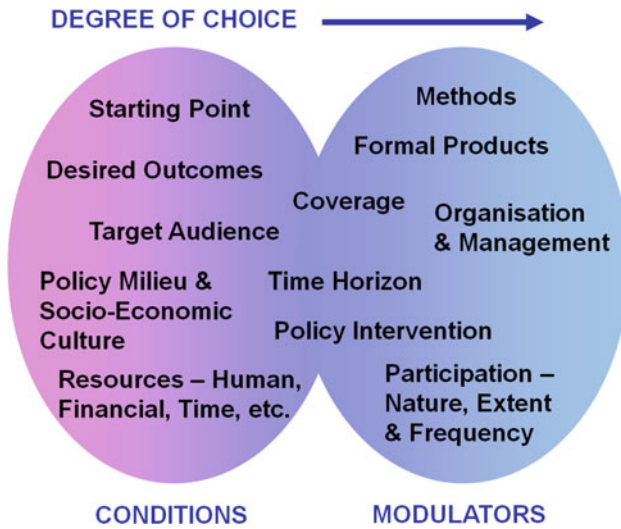 DEGREE OF CHOICE
Starting Point
Desired Outcomes
Target Audience
Policy Milieu &
Socio-Economic
Culture
Resources – Human,
Financial, Time, etc.
Coverage
Time Horizon
Policy Intervention
Methods
Formal Products
Organisation
& Management
Participation –
Nature, Extent
& Frequency
CONDITIONS
MODULATORS